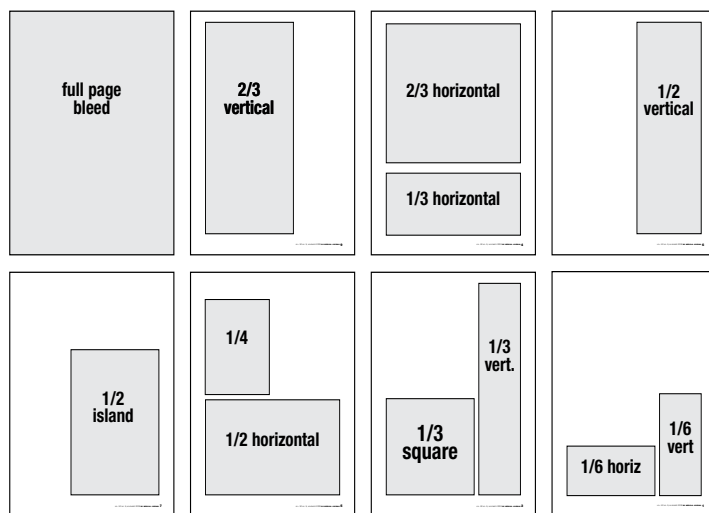 full page
bleed
2/3
vertical
2/3 horizontal
1/3 horizontal
1/2
vertical
1/2
island
1/4
1/2 horizontal
1/3
square
1/3
vert.
1/6 horiz
1/6
vert